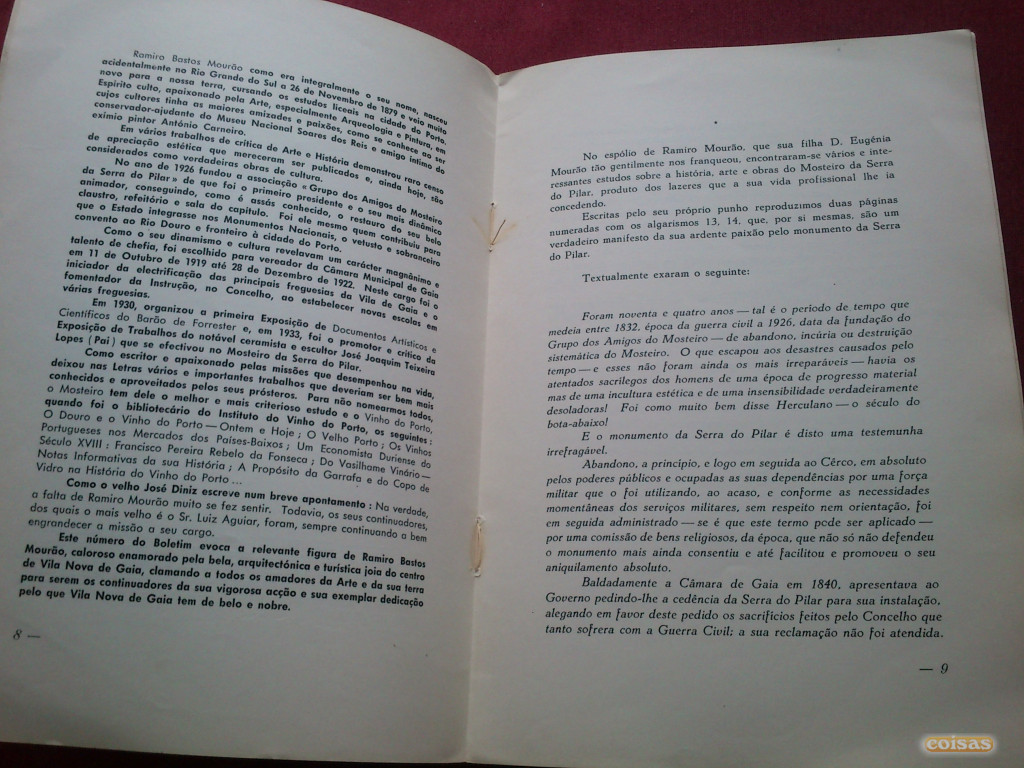 Ramiro Bastos Mourão como era integralmente o seu nome, nasceu
acidentalmente no Rio Grande do Sul a 26 de Novembro de 1879 e veio muito
novo para a nossa terra, cursando os estudos liceais na cidade do Porto.
Espírito culto, apaixonado pela Arte, especialmente Arqueologia e Pintura, em
cujos cultores tinha as maiores amizades e paixões, como se conhece ao ser
conservador-ajudante do Museu Nacional Soares dos Reis e amigo íntimo do
exímio pintor António Carneiro.
Em vários trabalhos de crítica de Arte e História demonstrou raro censo
de apreciação estética que mereceram ser publicados e, ainda hoje, são
considerados como verdadeiras obras de cultura.
No ano de 1926 fundou a associação «Grupo dos Amigos do Mosteiro
da Serra do Pilar» de que foi o primeiro presidente e o seu mais dinâmico
animador, conseguindo, como é assás conhecido, o restauro do seu belo
claustro, refeitório e sala do capítulo. Foi ele mesmo quem contribuiu para
que o Estado integrasse nos Monumentos Nacionais, o vetusto e sobranceiro
convento ao Rio Douro e fronteiro à cidade do Porto.
Como o seu dinamismo e cultura revelavam um carácter magnânimo e
talento de chefia, foi escolhido para vereador da Câmara Municipal de Gaia
em 11 de Outubro de 1919 até 28 de Dezembro de 1922. Neste cargo foi o
iniciador da electrificação das principais freguesias da Vila de Gaia e o
fomentador da Instrução, no Concelho, ao estabelecer novas escolas em
várias freguesias.
Em 1930, organizou a primeira Exposição de Documentos Artísticos e
Científicos do Barão de Forrester e, em 1933, foi o promotor e crítico da
Exposição de Trabalhos do notável ceramista e escultor José Joaquim Teixeira
Lopes (Pai) que se efectivou no Mosteiro da Serra do Pilar.
Como escritor e apaixonado pelas missões que desempenhou na vida,
deixou nas Letras vários e importantes trabalhos que deveriam ser bem mais
conhecidos e aproveitados pelos seus prósteros. Para não nomearmos todos,
o Mosteiro tem dele o melhor e mais criterioso estudo e o Vinho do Porto,
quando foi o bibliotecário do Instituto do Vinho do Porto, os seguintes:
O Douro e o Vinho do Porto — Ontem e Hoje; O Velho Porto; Os Vinhos
Portugueses nos Mercados dos Países-Baixos; Um Economista Duriense do
Século XVIII: Francisco Pereira Rebelo da Fonseca; Do Vasilhame Vinário —
Notas Informativas da sua História; A Propósito da Garrafa e do Copo de
Vidro na História do Vinho do Porto...
Como o velho José Diniz escreve num breve apontamento: Na verdade,
a falta de Ramiro Mourão muito se fez sentir. Todavia, os seus continuadores,
dos quais o mais velho é o Sr. Luiz Aguiar, foram, sempre continuando a bem
engrandecer a missão a seu cargo.
Este número do Boletim evoca a relevante figura de Ramiro Bastos
Mourão, caloroso enamorado pela bela, arquitectónica e turística joia do centro
de Vila Nova de Gaia, clamando a todos os amadores da Arte e da sua terra
para serem os continuadores da sua vigorosa acção e sua exemplar dedicação
pelo que Vila Nova de Gaia tem de belo e nobre.
8 —
No espólio de Ramiro Mourão, que sua filha D. Eugénia
Mourão tão gentilmente nos franqueou, encontraram-se vários e inte-
ressantes estudos sobre a história, arte e obras do Mosteiro da Serra
do Pilar, produto dos lazeres que a sua vida profissional lhe ia
concedendo.
Escritas pelo seu próprio punho reproduzimos duas páginas
numeradas com os algarismos 13, 14, que, por si mesmas, são um
verdadeiro manifesto da sua ardente paixão pelo monumento da Serra
do Pilar.
Textualmente exaram o seguinte:
Foram noventa e quatro anos — tal é o período de tempo que
medeia entre 1832, época da guerra civil a 1926, data da fundação do
Grupo dos Amigos do Mosteiro — de abandono, incúria ou destruição
sistemática do Mosteiro. O que escapou aos desastres causados pelo
tempo — e esses não foram ainda os mais irreparáveis — havia os
atentados sacrilegos dos homens de uma época de progresso material
mas de uma incultura estética e de uma insensibilidade verdadeiramente
desoladoras! Foi como muito bem disse Herculano — o século do
bota-abaixo!
E o monumento da Serra do Pilar é disto uma testemunha
irrefragável.
Abandono, a princípio, e logo em seguida ao Cêrco, em absoluto
pelos poderes públicos e ocupadas as suas dependências por uma força
militar que o foi utilizando, ao acaso, e conforme as necessidades
momentâneas dos serviços militares, sem respeito nem orientação, foi
em seguida administrado — se é que este termo pode ser aplicado —
por uma comissão de bens religiosos, da época, que não só não defendeu
o monumento mais ainda consentiu e até facilitou e promoveu o seu
aniquilamento absoluto.
Baldadamente a Câmara de Gaia em 1840, apresentava ao
Governo pedindo-lhe a cedência da Serra do Pilar para sua instalação,
alegando em favor deste pedido os sacrifícios feitos pelo Concelho que
tanto sofrera com a Guerra Civil; a sua reclamação não foi atendida.
— 9
coisas